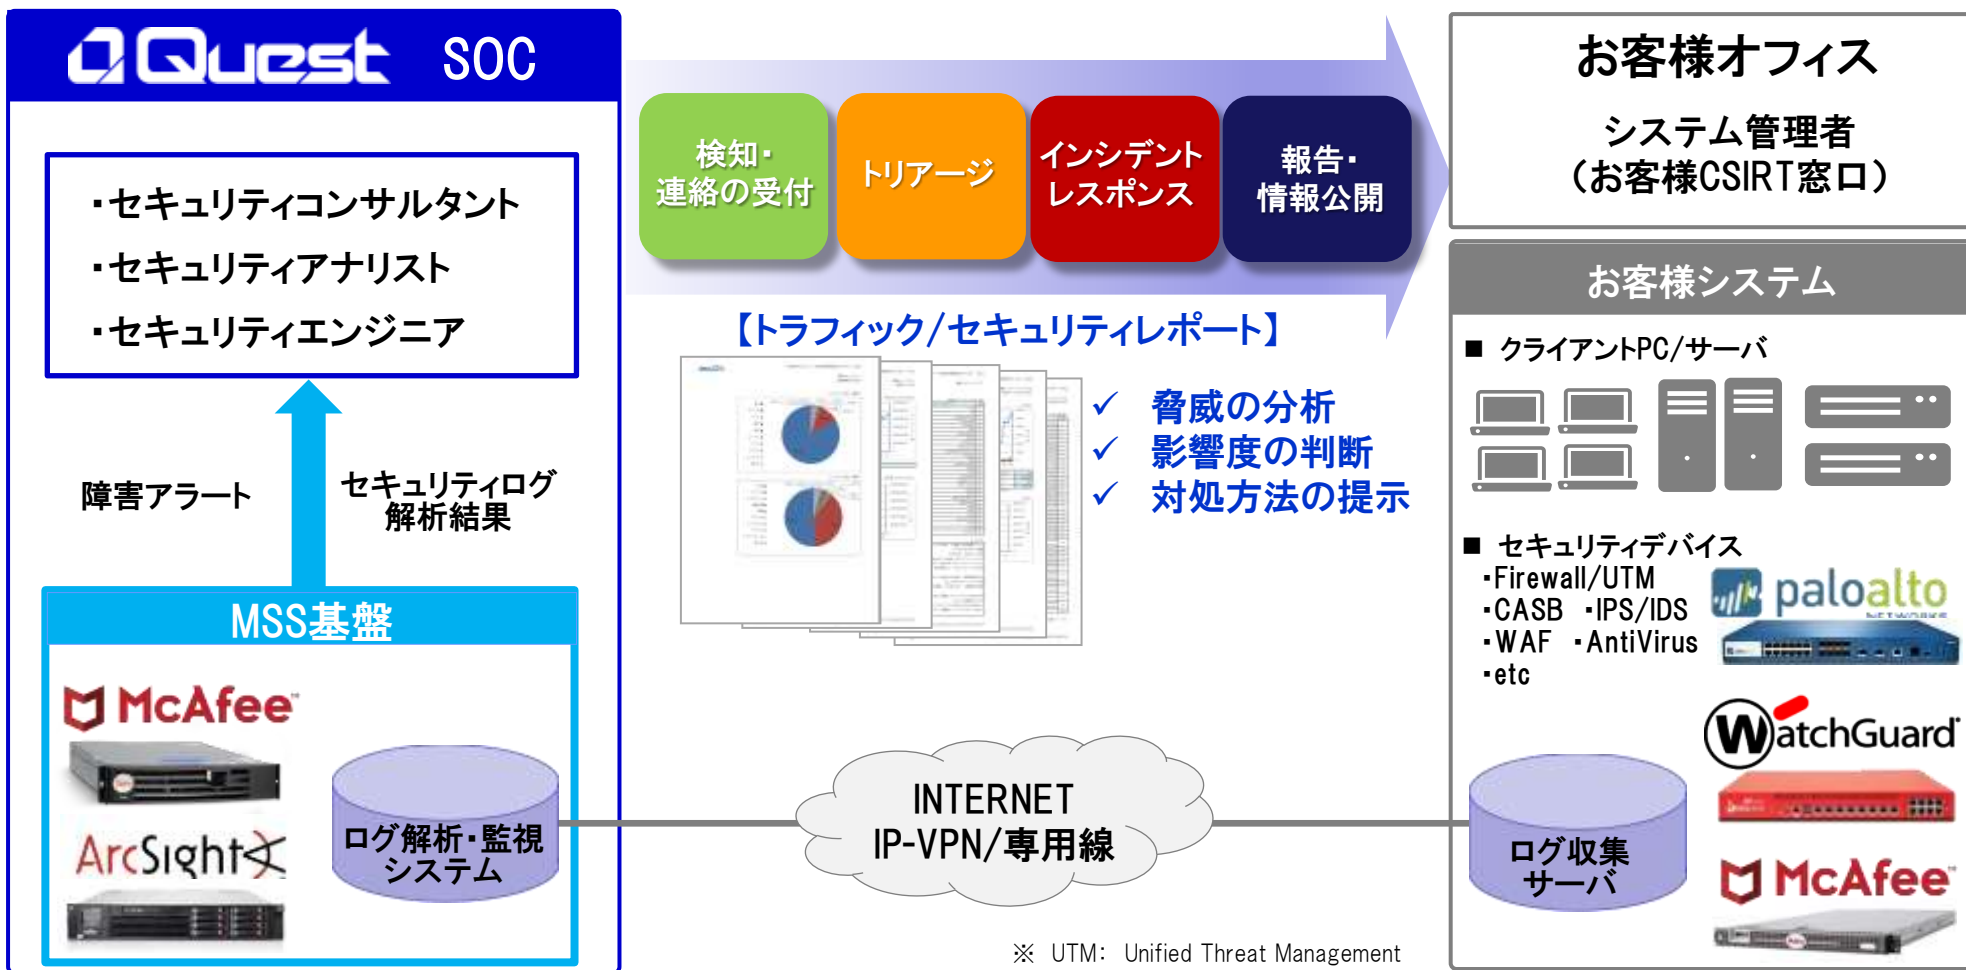 Quest SOC
・セキュリティコンサルタント
・セキュリティアナリスト
・セキュリティエンジニア
障害アラート
セキュリティログ
解析結果
MSS基盤
McAfee
ArcSight
ログ解析・監視
システム
検知・
連絡の受付
トリアージ
インシデント
レスポンス
報告・
情報公開
【トラフィック/セキュリティレポート】
✓ 脅威の分析
✓ 影響度の判断
✓ 対処方法の提示
INTERNET
IP-VPN/専用線
※ UTM: Unified Threat Management
お客様オフィス
システム管理者
（お客様CSIRT窓口）
お客様システム
■ クライアントPC/サーバ
■ セキュリティデバイス
・Firewall/UTM
・CASB ・IPS/IDS
・WAF ・AntiVirus
・etc
paloalto
NETWORKS
WatchGuard
ログ収集
サーバ
McAfee